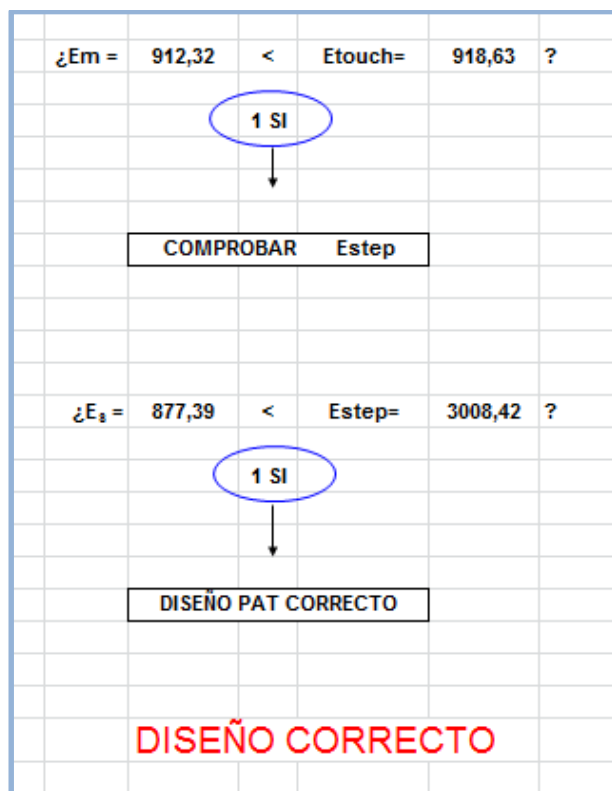 ¿Em = 912,32 < Etouch= 918,63 ?
1 SI
COMPROBAR Estep
¿Es = 877,39 < Estep= 3008,42 ?
1 SI
DISEÑO PAT CORRECTO
DISEÑO CORRECTO